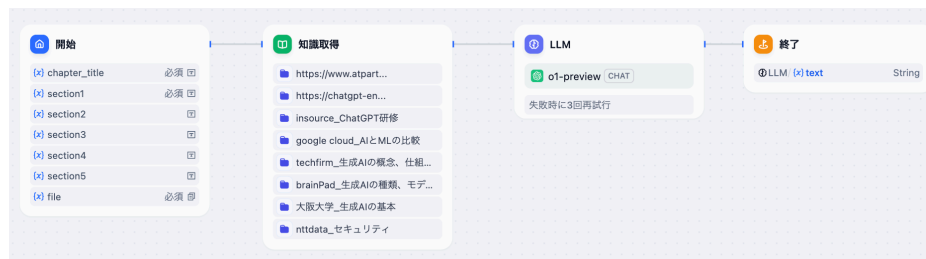 開始
{x} chapter_title 必須
{x} section1 必須
{x} section2
{x} section3
{x} section4
{x} section5
{x} file 必須
知識取得
https://www.atpart...
https://chatgpt-en...
insource_ChatGPT研修
google cloud_AIとMLの比較
techfirm_生成AIの概念、仕組...
brainPad_生成AIの種類、モデ...
大阪大学_生成AIの基本
nttdata_セキュリティ
LLM
o1-preview CHAT
失敗時に3回再試行
終了
LLM / {x} text String